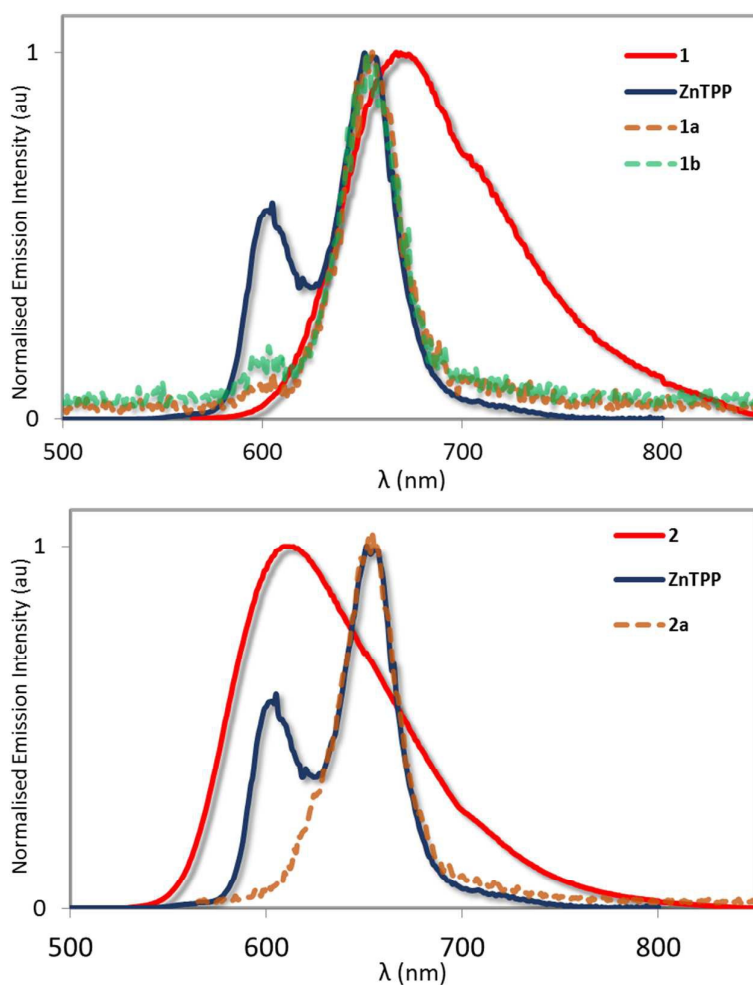 Normalised Emission Intensity (au)
1
0
1
ZnTPP
1a
1b
500
600
700
800
λ (nm)
Normalised Emission Intensity (au)
1
0
2
ZnTPP
2a
500
600
700
800
λ (nm)